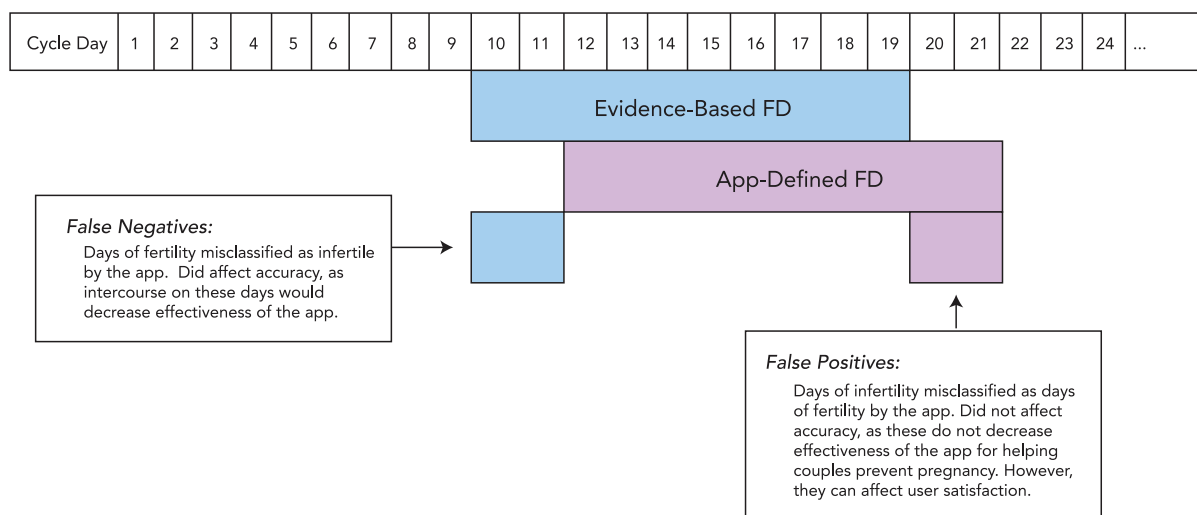 Cycle Day 1 2 3 4 5 6 7 8 9 10 11 12 13 14 15 16 17 18 19 20 21 22 23 24 ...
Evidence-Based FD
App-Defined FD
False Negatives:
Days of fertility misclassified as infertile
by the app. Did affect accuracy, as
intercourse on these days would
decrease effectiveness of the app.
False Positives:
Days of infertility misclassified as days
of fertility by the app. Did not affect
accuracy, as these do not decrease
effectiveness of the app for helping
couples prevent pregnancy. However,
they can affect user satisfaction.